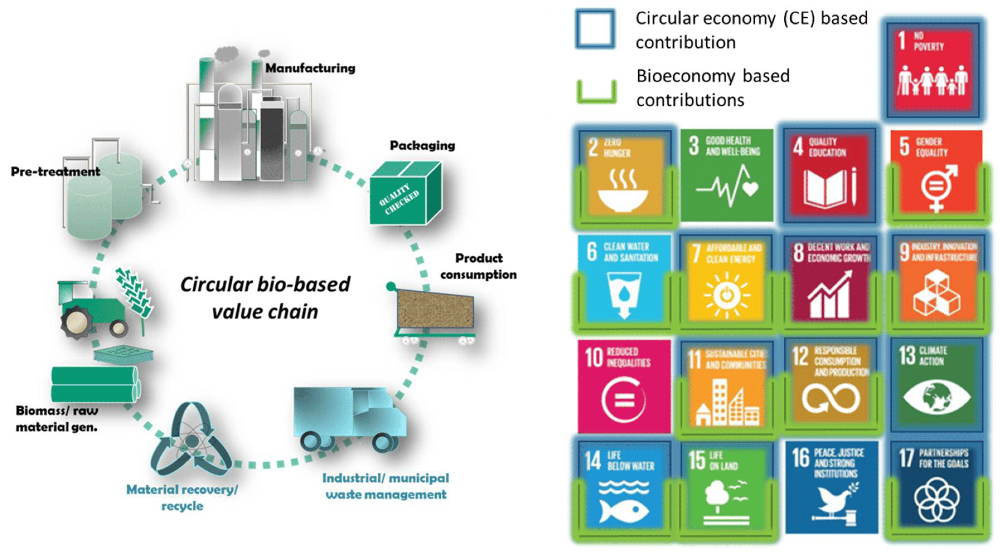 Manufacturing
Packaging
QUALITY
CHECKED
Pre-treatment
Product
consumption
Circular bio-based
value chain
Biomass/ raw
material gen.
Material recovery/
recycle
Industrial/ municipal
waste management
Circular economy (CE) based
contribution
Bioeconomy based
contributions
1 NO
POVERTY
2 ZERO
HUNGER
3 GOOD HEALTH
AND WELL-BEING
4 QUALITY
EDUCATION
5 GENDER
EQUALITY
6 CLEAN WATER
AND SANITATION
7 AFFORDABLE AND
CLEAN ENERGY
8 DECENT WORK AND
ECONOMIC GROWTH
9 INDUSTRY, INNOVATION
AND INFRASTRUCTURE
10 REDUCED
INEQUALITIES
11 SUSTAINABLE CITIES
AND COMMUNITIES
12 RESPONSIBLE
CONSUMPTION
AND PRODUCTION
13 CLIMATE
ACTION
14 LIFE
BELOW WATER
15 LIFE
ON LAND
16 PEACE, JUSTICE
AND STRONG
INSTITUTIONS
17 PARTNERSHIPS
FOR THE GOALS